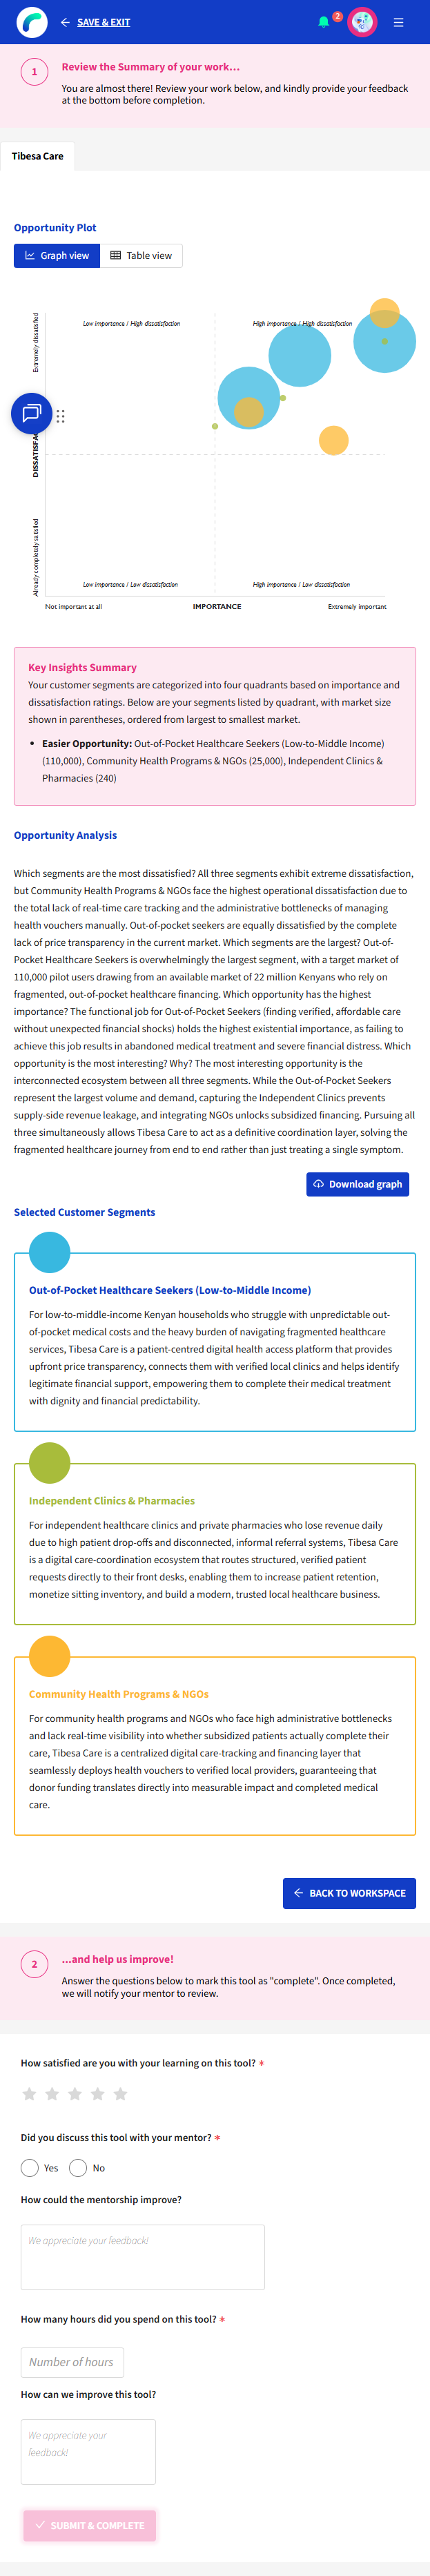 SAVE & EXIT
2
1
Review the Summary of your work...
You are almost there! Review your work below, and kindly provide your feedback
at the bottom before completion.
Tibesa Care
Opportunity Plot
Graph view
Table view
Extremely dissatisfied
Low importance / High dissatisfaction
High importance / High dissatisfaction
Already completely satisfied
Low importance / Low dissatisfaction
High importance / Low dissatisfaction
Not important at all
IMPORTANCE
Extremely important
Key Insights Summary
Your customer segments are categorized into four quadrants based on importance and
dissatisfaction ratings. Below are your segments listed by quadrant, with market size
shown in parentheses, ordered from largest to smallest market.
• Easier Opportunity: Out-of-Pocket Healthcare Seekers (Low-to-Middle Income)
(110,000), Community Health Programs & NGOs (25,000), Independent Clinics &
Pharmacies (240)
Opportunity Analysis
Which segments are the most dissatisfied? All three segments exhibit extreme dissatisfaction,
but Community Health Programs & NGOs face the highest operational dissatisfaction due to
the total lack of real-time care tracking and the administrative bottlenecks of managing
health vouchers manually. Out-of-pocket seekers are equally dissatisfied by the complete
lack of price transparency in the current market. Which segments are the largest? Out-of-
Pocket Healthcare Seekers is overwhelmingly the largest segment, with a target market of
110,000 pilot users drawing from an available market of 22 million Kenyans who rely on
fragmented, out-of-pocket healthcare financing. Which opportunity has the highest
importance? The functional job for Out-of-Pocket Seekers (finding verified, affordable care
without unexpected financial shocks) holds the highest existential importance, as failing to
achieve this job results in abandoned medical treatment and severe financial distress. Which
opportunity is the most interesting? Why? The most interesting opportunity is the
interconnected ecosystem between all three segments. While the Out-of-Pocket Seekers
represent the largest volume and demand, capturing the Independent Clinics prevents
supply-side revenue leakage, and integrating NGOs unlocks subsidized financing. Pursuing all
three simultaneously allows Tibesa Care to act as a definitive coordination layer, solving the
fragmented healthcare journey from end to end rather than just treating a single symptom.
Download graph
Selected Customer Segments
Out-of-Pocket Healthcare Seekers (Low-to-Middle Income)
For low-to-middle-income Kenyan households who struggle with unpredictable out-
of-pocket medical costs and the heavy burden of navigating fragmented healthcare
services, Tibesa Care is a patient-centred digital health access platform that provides
upfront price transparency, connects them with verified local clinics and helps identify
legitimate financial support, empowering them to complete their medical treatment
with dignity and financial predictability.
Independent Clinics & Pharmacies
For independent healthcare clinics and private pharmacies who lose revenue daily
due to high patient drop-offs and disconnected, informal referral systems, Tibesa Care
is a digital care-coordination ecosystem that routes structured, verified patient
requests directly to their front desks, enabling them to increase patient retention,
monetize sitting inventory, and build a modern, trusted local healthcare business.
Community Health Programs & NGOs
For community health programs and NGOs who face high administrative bottlenecks
and lack real-time visibility into whether subsidized patients actually complete their
care, Tibesa Care is a centralized digital care-tracking and financing layer that
seamlessly deploys health vouchers to verified local providers, guaranteeing that
donor funding translates directly into measurable impact and completed medical
care.
BACK TO WORKSPACE
2
...and help us improve!
Answer the questions below to mark this tool as "complete". Once completed,
we will notify your mentor to review.
How satisfied are you with your learning on this tool? *
Did you discuss this tool with your mentor? *
Yes
No
How could the mentorship improve?
We appreciate your feedback!
How many hours did you spend on this tool? *
Number of hours
How can we improve this tool?
We appreciate your
feedback!
SUBMIT & COMPLETE